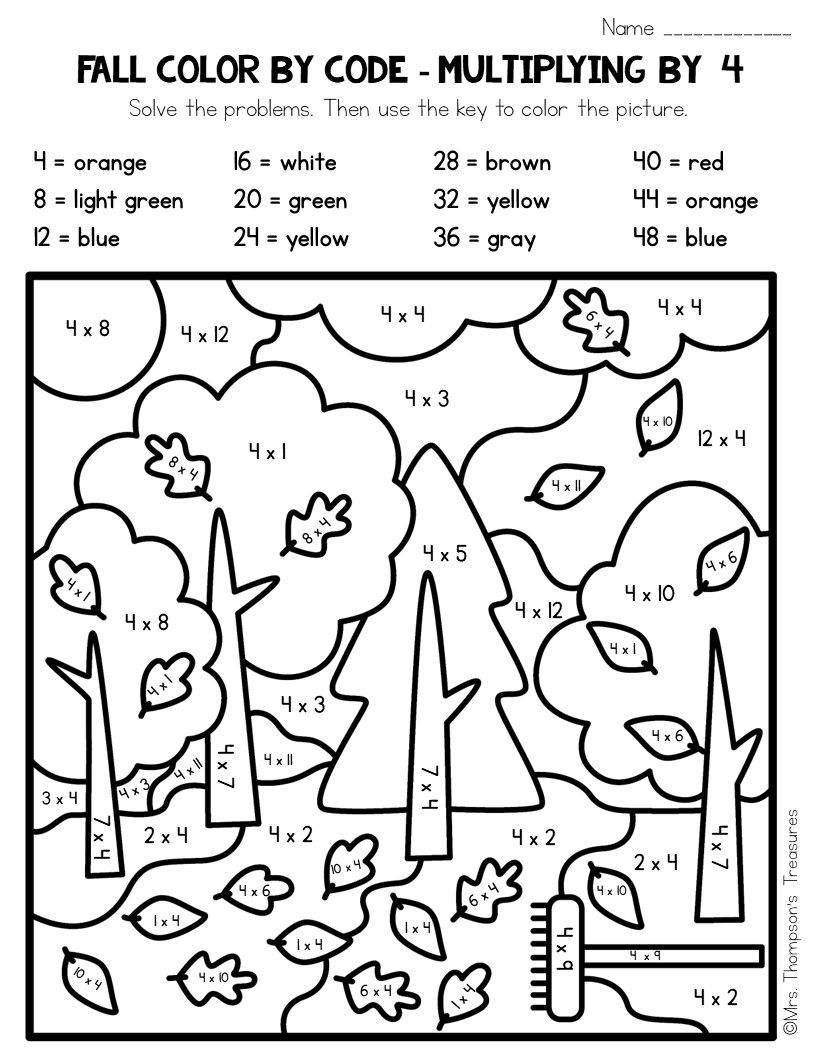 Name _____________
FALL COLOR BY CODE - MULTIPLYING BY 4
Solve the problems. Then use the key to color the picture.
4 = orange 16 = white 28 = brown 40 = red
8 = light green 20 = green 32 = yellow 44 = orange
12 = blue 24 = yellow 36 = gray 48 = blue
4 x 8
4 x 12
4 x 4
6 x 4
4 x 4
4 x 3
4 x 10
12 x 4
4 x 1
8 x 4
4 x 11
8 x 4
4 x 5
4 x 6
4 x 1
4 x 10
4 x 12
4 x 8
4 x 1
4 x 1
4 x 3
4 x 6
4 x 11
4 x 11
4 x 7
7 x 4
3 x 4
4 x 3
7 x 4
2 x 4
4 x 2
4 x 2
4 x 7
2 x 4
10 x 4
4 x 6
6 x 4
4 x 10
1 x 4
1 x 4
1 x 4
9 x 4
4 x 9
10 x 4
4 x 10
6 x 4
1 x 4
4 x 2
©Mrs. Thompson's Treasures